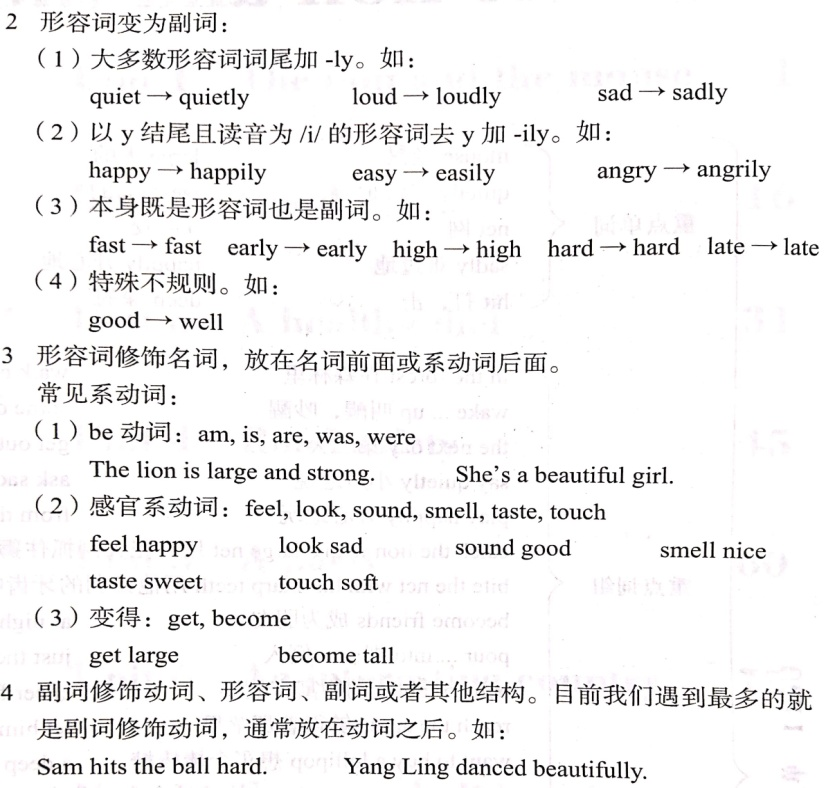 2 形容词变为副词：
（1）大多数形容词词尾加 -ly。如：
quiet → quietly loud → loudly sad → sadly
（2）以 y 结尾且读音为 /i/ 的形容词去 y 加 -ily。如：
happy → happily easy → easily angry → angrily
（3）本身既是形容词也是副词。如：
fast → fast early → early high → high hard → hard late → late
（4）特殊不规则。如：
good → well
3 形容词修饰名词，放在名词前面或系动词后面。
常见系动词：
（1）be 动词：am, is, are, was, were
The lion is large and strong. She's a beautiful girl.
（2）感官系动词：feel, look, sound, smell, taste, touch
feel happy look sad sound good smell nice
taste sweet touch soft
（3）变得：get, become
get large become tall
4 副词修饰动词、形容词、副词或者其他结构。目前我们遇到最多的就
是副词修饰动词，通常放在动词之后。如：
Sam hits the ball hard. Yang Ling danced beautifully.